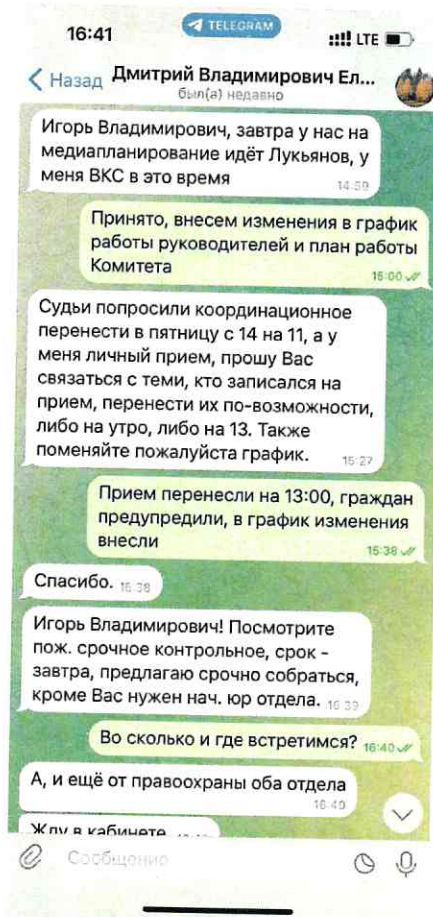 16:41
TELEGRAM
LTE
Назад
Дмитрий Владимирович Ел...
был(а) недавно
Игорь Владимирович, завтра у нас на
медиапланирование идёт Лукьянов, у
меня ВКС в это время
14:59
Принято, внесем изменения в график
работы руководителей и план работы
Комитета
15:00
Судьи попросили координационное
перенести в пятницу с 14 на 11, а у
меня личный прием, прошу Вас
связаться с теми, кто записался на
прием, перенести их по-возможности,
либо на утро, либо на 13. Также
поменяйте пожалуйста график.
15:27
Прием перенесли на 13:00, граждан
предупредили, в график изменения
внесли
15:38
Спасибо.
Игорь Владимирович! Посмотрите
пож. срочное контрольное, срок -
завтра, предлагаю срочно собраться,
кроме Вас нужен нач. юр отдела.
16:39
Во сколько и где встретимся?
16:40
А, и ещё от правоохраны оба отдела
16:40
Жду в кабинете
Сообщение